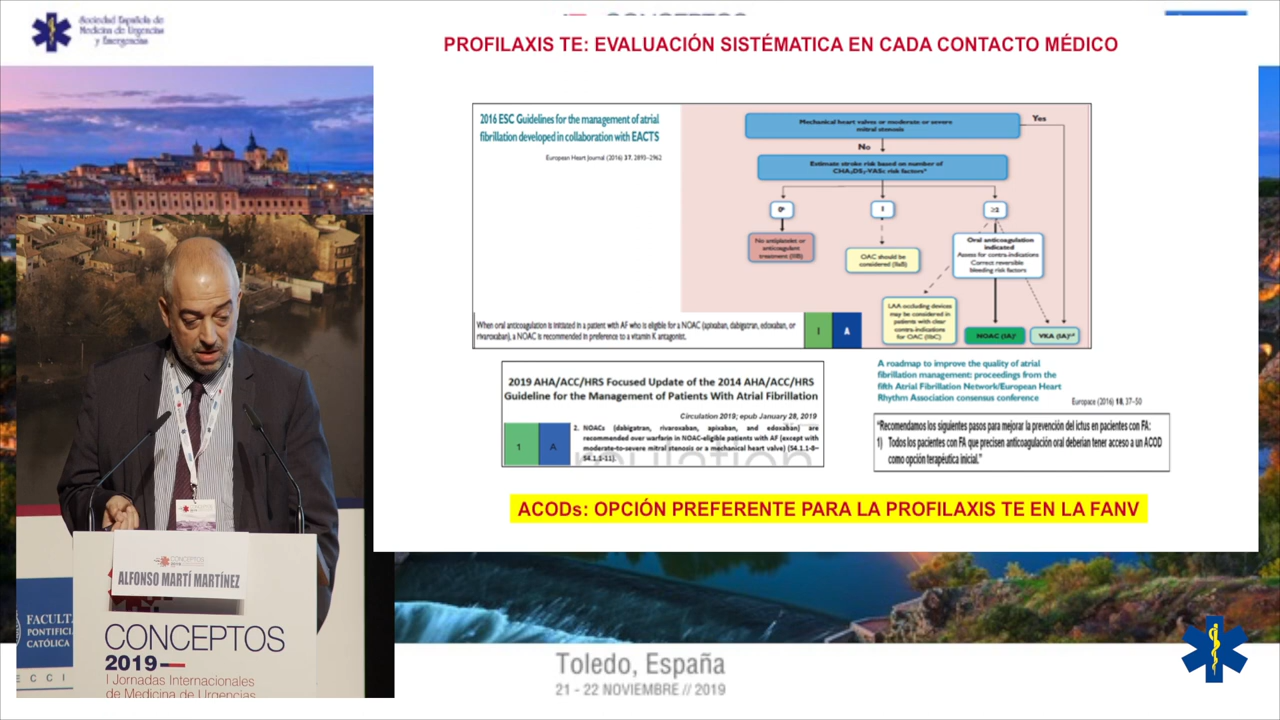 Sociedad Española de
Medicina de Urgencias
y Emergencias
PROFILAXIS TE: EVALUACIÓN SISTÉMATICA EN CADA CONTACTO MÉDICO
2016 ESC Guidelines for the management of atrial
fibrillation developed in collaboration with EACTS
European Heart Journal (2016) 37, 2893–2962
Mechanical heart valves or moderate or severe
mitral stenosis
Yes
No
Estimate stroke risk based on number of
CHA₂DS₂-VASc risk factors
0
1
≥2
No antiplatelet or
anticoagulant
treatment (IIIB)
OAC should be
considered (IIaB)
Oral anticoagulation
indicated
Assess for contra-indications
Correct reversible
bleeding risk factors
LAA occluding devices
may be considered in
patients with clear
contra-indications
for OAC (IIbC)
NOAC (IA)
VKA (IA)
When oral anticoagulation is initiated in a patient with AF who is eligible for a NOAC (apixaban, dabigatran, edoxaban, or
rivaroxaban), a NOAC is recommended in preference to a vitamin K antagonist.
I
A
2019 AHA/ACC/HRS Focused Update of the 2014 AHA/ACC/HRS
Guideline for the Management of Patients With Atrial Fibrillation
Circulation 2019; epub January 28, 2019
1
A
2. NOACs (dabigatran, rivaroxaban, apixaban, and edoxaban) are
recommended over warfarin in NOAC-eligible patients with AF (except with
moderate-to-severe mitral stenosis or a mechanical heart valve)
A roadmap to improve the quality of atrial
fibrillation management: proceedings from the
fifth Atrial Fibrillation Network/European Heart
Rhythm Association consensus conference
Europace (2016) 18, 37–50
"Recomendamos los siguientes pasos para mejorar la prevención del ictus en pacientes con FA:
1) Todos los pacientes con FA que precisen anticoagulación oral deberían tener acceso a un ACOD
como opción terapéutica inicial."
ACODs: OPCIÓN PREFERENTE PARA LA PROFILAXIS TE EN LA FANV
CONCEPTOS
ALFONSO MARTÍ MARTÍNEZ
FACULT
PONTIFICI
CATÓLICA
CONCEPTOS
2019
I Jornadas Internacionales
de Medicina de Urgencias
Toledo, España
21 - 22 NOVIEMBRE // 2019